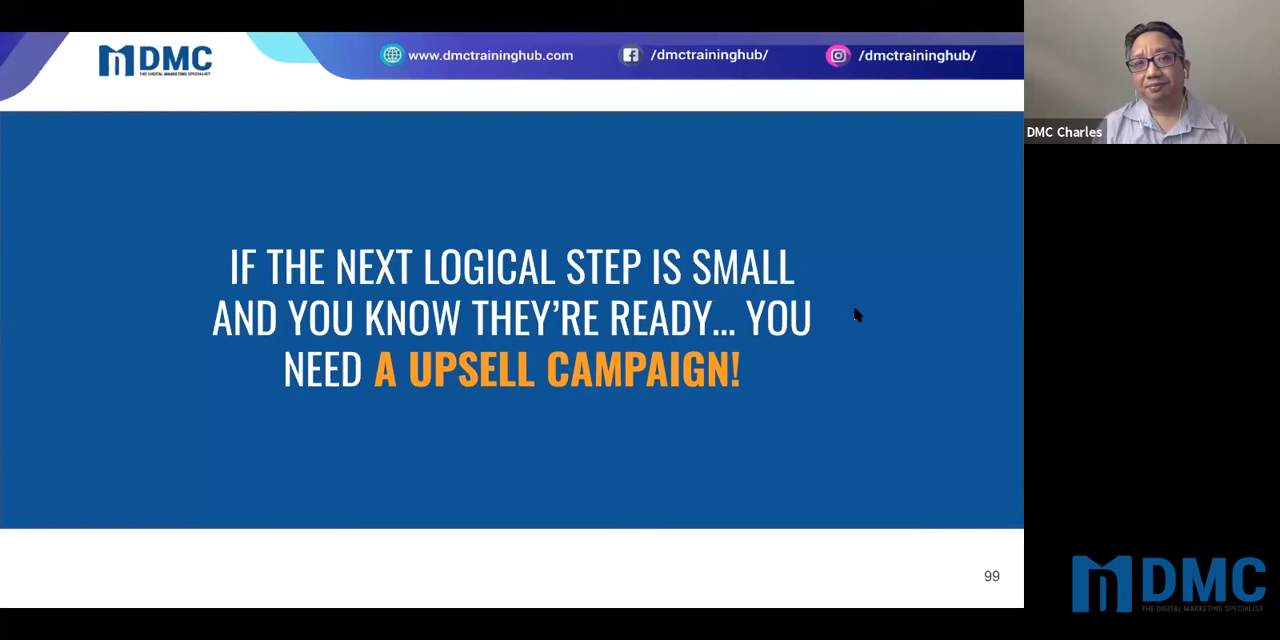 DMC
THE DIGITAL MARKETING SPECIALIST
www.dmctraininghub.com
/dmctraininghub/
/dmctraininghub/
DMC Charles
IF THE NEXT LOGICAL STEP IS SMALL
AND YOU KNOW THEY’RE READY... YOU
NEED A UPSELL CAMPAIGN!
99
DMC
THE DIGITAL MARKETING SPECIALIST